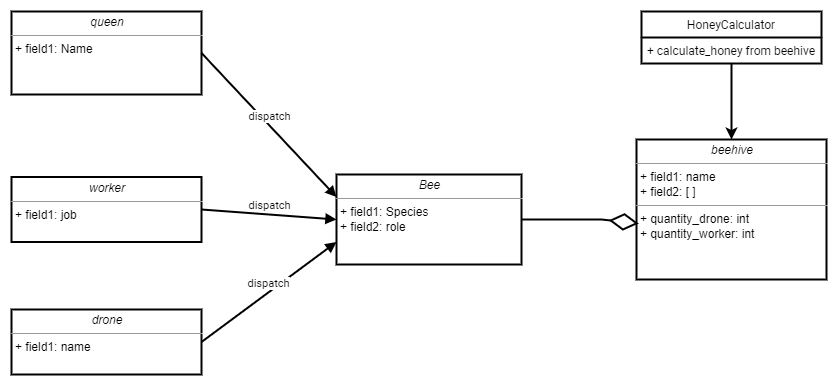 queen
+ field1: Name
dispatch
worker
+ field1: job
dispatch
drone
+ field1: name
dispatch
Bee
+ field1: Species
+ field2: role
HoneyCalculator
+ calculate_honey from beehive
beehive
+ field1: name
+ field2: [ ]
+ quantity_drone: int
+ quantity_worker: int